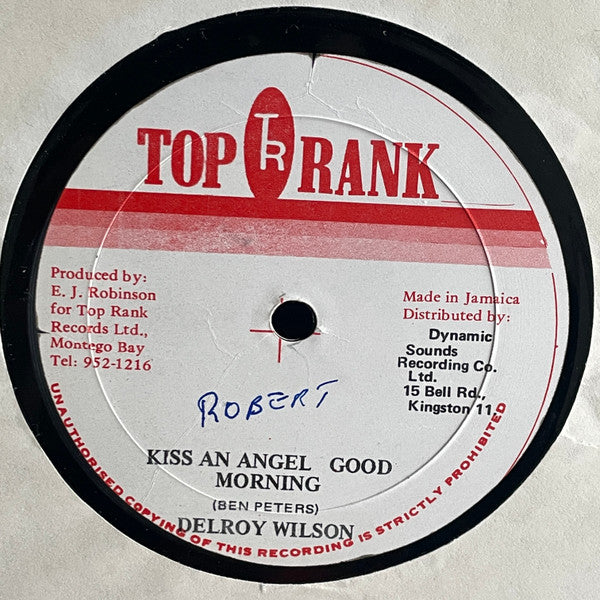 TOP TR RANK
Produced by:
E. J. Robinson
for Top Rank
Records Ltd.,
Montego Bay
Tel: 952-1216
Made in Jamaica
Distributed by:
Dynamic
Sounds
Recording Co.
Ltd.
15 Bell Rd.,
Kingston 11
ROBERT
KISS AN ANGEL GOOD
MORNING
(BEN PETERS)
DELROY WILSON
UNAUTHORISED COPYING OF THIS RECORDING IS STRICTLY PROHIBITED